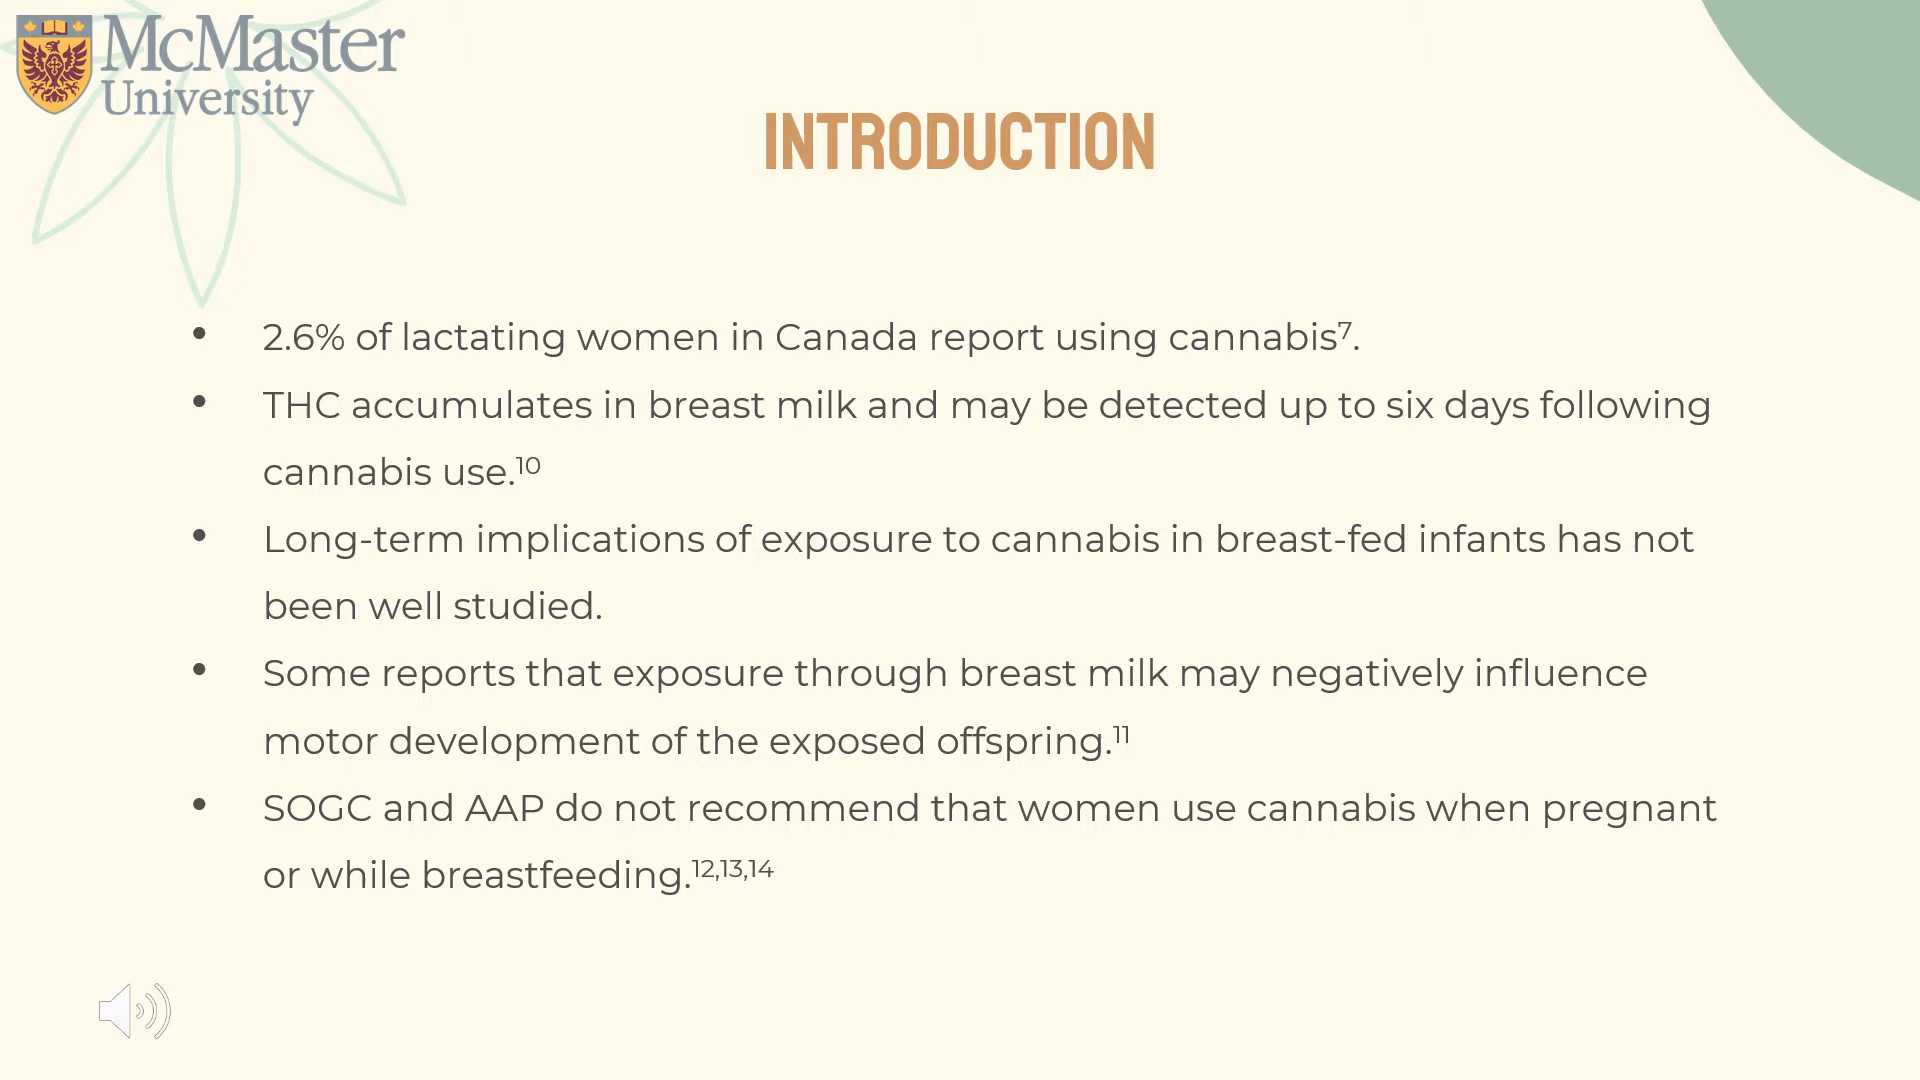 McMaster
University
INTRODUCTION
• 2.6% of lactating women in Canada report using cannabis⁷.
• THC accumulates in breast milk and may be detected up to six days following
cannabis use.¹⁰
• Long-term implications of exposure to cannabis in breast-fed infants has not
been well studied.
• Some reports that exposure through breast milk may negatively influence
motor development of the exposed offspring.¹¹
• SOGC and AAP do not recommend that women use cannabis when pregnant
or while breastfeeding.¹²,¹³,¹⁴